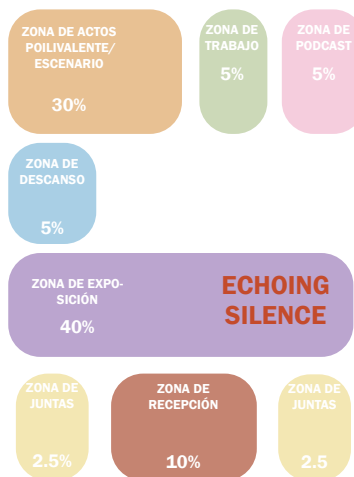 ZONA DE ACTOS
POILIVALENTE/
ESCENARIO
30%
ZONA DE
TRABAJO
5%
ZONA DE
PODCAST
5%
ZONA DE
DESCANSO
5%
ZONA DE EXPO-
SICIÓN
40%
ECHOING
SILENCE
ZONA DE
JUNTAS
2.5%
ZONA DE
RECEPCIÓN
10%
ZONA DE
JUNTAS
2.5